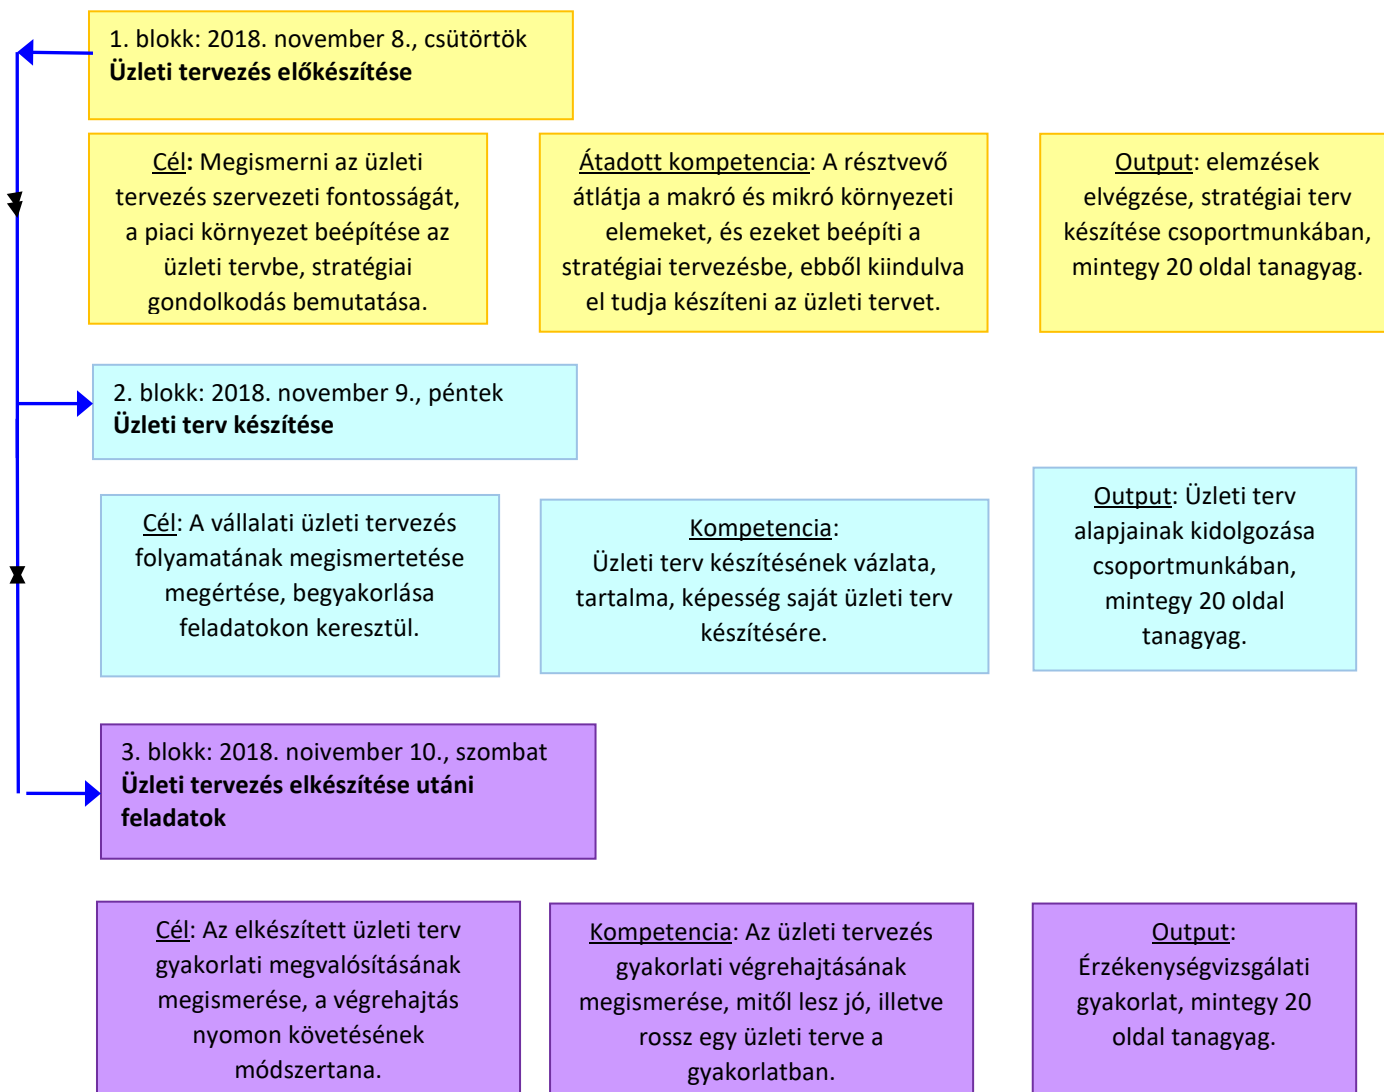 1. blokk: 2018. november 8., csütörtök
Üzleti tervezés előkészítése
Cél: Megismerni az üzleti
tervezés szervezeti fontosságát,
a piaci környezet beépítése az
üzleti tervbe, stratégiai
gondolkodás bemutatása.
Átadott kompetencia: A résztvevő
átlátja a makró és mikró környezeti
elemeket, és ezeket beépíti a
stratégiai tervezésbe, ebből kiindulva
el tudja készíteni az üzleti tervet.
Output: elemzések
elvégzése, stratégiai terv
készítése csoportmunkában,
mintegy 20 oldal tanagyag.
2. blokk: 2018. november 9., péntek
Üzleti terv készítése
Cél: A vállalati üzleti tervezés
folyamatának megismertetése
megértése, begyakorlása
feladatokon keresztül.
Kompetencia:
Üzleti terv készítésének vázlata,
tartalma, képesség saját üzleti terv
készítésére.
Output: Üzleti terv
alapjainak kidolgozása
csoportmunkában,
mintegy 20 oldal
tanagyag.
3. blokk: 2018. noivember 10., szombat
Üzleti tervezés elkészítése utáni
feladatok
Cél: Az elkészített üzleti terv
gyakorlati megvalósításának
megismerése, a végrehajtás
nyomon követésének
módszertana.
Kompetencia: Az üzleti tervezés
gyakorlati végrehajtásának
megismerése, mitől lesz jó, illetve
rossz egy üzleti terve a
gyakorlatban.
Output:
Érzékenységvizsgálati
gyakorlat, mintegy 20
oldal tanagyag.